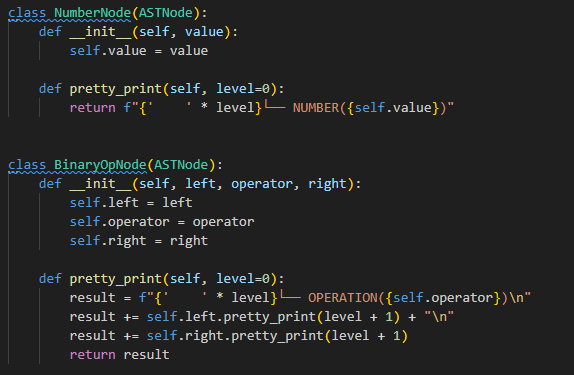 class NumberNode(ASTNode):
    def __init__(self, value):
        self.value = value

    def pretty_print(self, level=0):
        return f"{'    ' * level}└── NUMBER({self.value})"


class BinaryOpNode(ASTNode):
    def __init__(self, left, operator, right):
        self.left = left
        self.operator = operator
        self.right = right

    def pretty_print(self, level=0):
        result = f"{'    ' * level}└── OPERATION({self.operator})\n"
        result += self.left.pretty_print(level + 1) + "\n"
        result += self.right.pretty_print(level + 1)
        return result